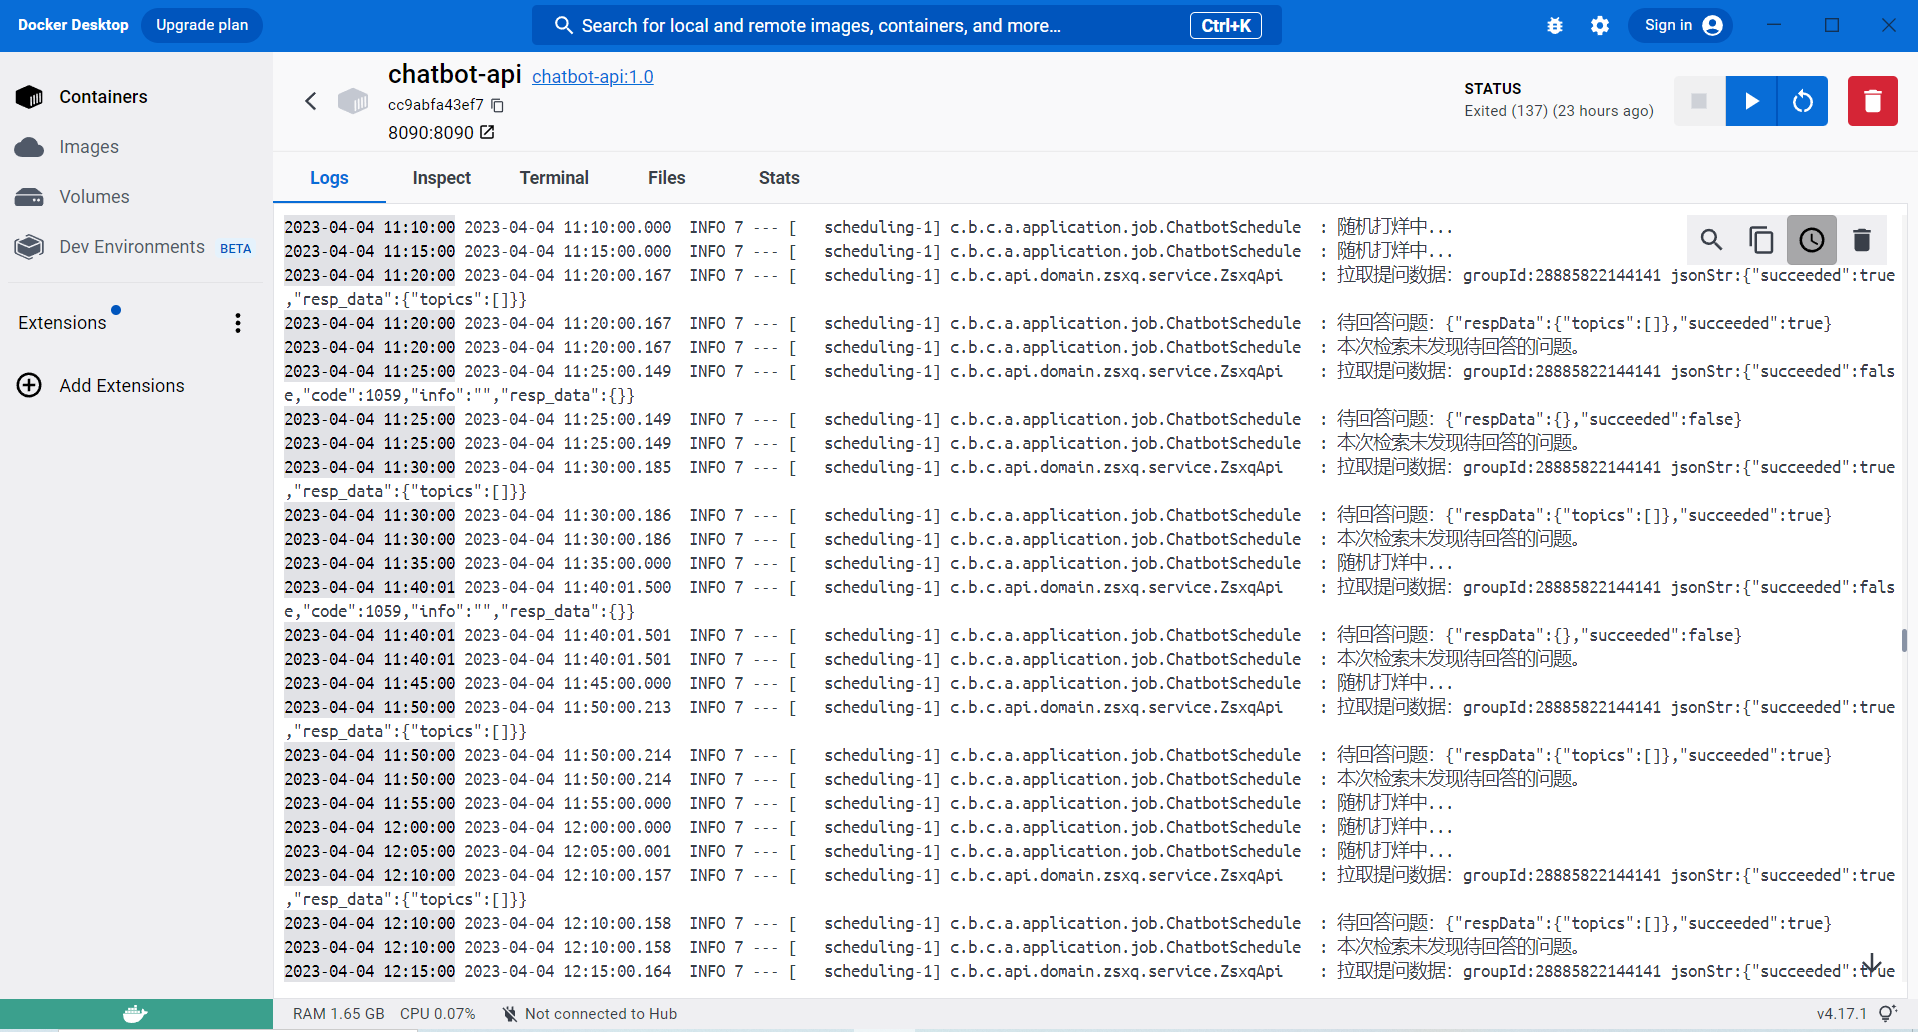 Docker Desktop
Upgrade plan
Search for local and remote images, containers, and more...
Ctrl+K
Sign in
Containers
Images
Volumes
Dev Environments BETA
Extensions
Add Extensions
chatbot-api chatbot-api:1.0
cc9abfa43ef7
8090:8090
STATUS
Exited (137) (23 hours ago)
Logs Inspect Terminal Files Stats
2023-04-04 11:10:00 2023-04-04 11:10:00.000  INFO 7 --- [   scheduling-1] c.b.c.a.application.job.ChatbotSchedule  : 随机打烊中...
2023-04-04 11:15:00 2023-04-04 11:15:00.000  INFO 7 --- [   scheduling-1] c.b.c.a.application.job.ChatbotSchedule  : 随机打烊中...
2023-04-04 11:20:00 2023-04-04 11:20:00.167  INFO 7 --- [   scheduling-1] c.b.c.api.domain.zsxq.service.ZsxqApi    : 拉取提问数据：groupId:28885822144141 jsonStr:{"succeeded":true
,"resp_data":{"topics":[]}}
2023-04-04 11:20:00 2023-04-04 11:20:00.167  INFO 7 --- [   scheduling-1] c.b.c.a.application.job.ChatbotSchedule  : 待回答问题：{"respData":{"topics":[]},"succeeded":true}
2023-04-04 11:20:00 2023-04-04 11:20:00.167  INFO 7 --- [   scheduling-1] c.b.c.a.application.job.ChatbotSchedule  : 本次检索未发现待回答的问题。
2023-04-04 11:25:00 2023-04-04 11:25:00.149  INFO 7 --- [   scheduling-1] c.b.c.api.domain.zsxq.service.ZsxqApi    : 拉取提问数据：groupId:28885822144141 jsonStr:{"succeeded":fals
e,"code":1059,"info":"","resp_data":{}}
2023-04-04 11:25:00 2023-04-04 11:25:00.149  INFO 7 --- [   scheduling-1] c.b.c.a.application.job.ChatbotSchedule  : 待回答问题：{"respData":{},"succeeded":false}
2023-04-04 11:25:00 2023-04-04 11:25:00.149  INFO 7 --- [   scheduling-1] c.b.c.a.application.job.ChatbotSchedule  : 本次检索未发现待回答的问题。
2023-04-04 11:30:00 2023-04-04 11:30:00.185  INFO 7 --- [   scheduling-1] c.b.c.api.domain.zsxq.service.ZsxqApi    : 拉取提问数据：groupId:28885822144141 jsonStr:{"succeeded":true
,"resp_data":{"topics":[]}}
2023-04-04 11:30:00 2023-04-04 11:30:00.186  INFO 7 --- [   scheduling-1] c.b.c.a.application.job.ChatbotSchedule  : 待回答问题：{"respData":{"topics":[]},"succeeded":true}
2023-04-04 11:30:00 2023-04-04 11:30:00.186  INFO 7 --- [   scheduling-1] c.b.c.a.application.job.ChatbotSchedule  : 本次检索未发现待回答的问题。
2023-04-04 11:35:00 2023-04-04 11:35:00.000  INFO 7 --- [   scheduling-1] c.b.c.a.application.job.ChatbotSchedule  : 随机打烊中...
2023-04-04 11:40:01 2023-04-04 11:40:01.500  INFO 7 --- [   scheduling-1] c.b.c.api.domain.zsxq.service.ZsxqApi    : 拉取提问数据：groupId:28885822144141 jsonStr:{"succeeded":fals
e,"code":1059,"info":"","resp_data":{}}
2023-04-04 11:40:01 2023-04-04 11:40:01.501  INFO 7 --- [   scheduling-1] c.b.c.a.application.job.ChatbotSchedule  : 待回答问题：{"respData":{},"succeeded":false}
2023-04-04 11:40:01 2023-04-04 11:40:01.501  INFO 7 --- [   scheduling-1] c.b.c.a.application.job.ChatbotSchedule  : 本次检索未发现待回答的问题。
2023-04-04 11:45:00 2023-04-04 11:45:00.000  INFO 7 --- [   scheduling-1] c.b.c.a.application.job.ChatbotSchedule  : 随机打烊中...
2023-04-04 11:50:00 2023-04-04 11:50:00.213  INFO 7 --- [   scheduling-1] c.b.c.api.domain.zsxq.service.ZsxqApi    : 拉取提问数据：groupId:28885822144141 jsonStr:{"succeeded":true
,"resp_data":{"topics":[]}}
2023-04-04 11:50:00 2023-04-04 11:50:00.214  INFO 7 --- [   scheduling-1] c.b.c.a.application.job.ChatbotSchedule  : 待回答问题：{"respData":{"topics":[]},"succeeded":true}
2023-04-04 11:50:00 2023-04-04 11:50:00.214  INFO 7 --- [   scheduling-1] c.b.c.a.application.job.ChatbotSchedule  : 本次检索未发现待回答的问题。
2023-04-04 11:55:00 2023-04-04 11:55:00.000  INFO 7 --- [   scheduling-1] c.b.c.a.application.job.ChatbotSchedule  : 随机打烊中...
2023-04-04 12:00:00 2023-04-04 12:00:00.000  INFO 7 --- [   scheduling-1] c.b.c.a.application.job.ChatbotSchedule  : 随机打烊中...
2023-04-04 12:05:00 2023-04-04 12:05:00.001  INFO 7 --- [   scheduling-1] c.b.c.a.application.job.ChatbotSchedule  : 随机打烊中...
2023-04-04 12:10:00 2023-04-04 12:10:00.157  INFO 7 --- [   scheduling-1] c.b.c.api.domain.zsxq.service.ZsxqApi    : 拉取提问数据：groupId:28885822144141 jsonStr:{"succeeded":true
,"resp_data":{"topics":[]}}
2023-04-04 12:10:00 2023-04-04 12:10:00.158  INFO 7 --- [   scheduling-1] c.b.c.a.application.job.ChatbotSchedule  : 待回答问题：{"respData":{"topics":[]},"succeeded":true}
2023-04-04 12:10:00 2023-04-04 12:10:00.158  INFO 7 --- [   scheduling-1] c.b.c.a.application.job.ChatbotSchedule  : 本次检索未发现待回答的问题。
2023-04-04 12:15:00 2023-04-04 12:15:00.164  INFO 7 --- [   scheduling-1] c.b.c.api.domain.zsxq.service.ZsxqApi    : 拉取提问数据：groupId:28885822144141 jsonStr:{"succeeded":true
RAM 1.65 GB CPU 0.07% Not connected to Hub
v4.17.1